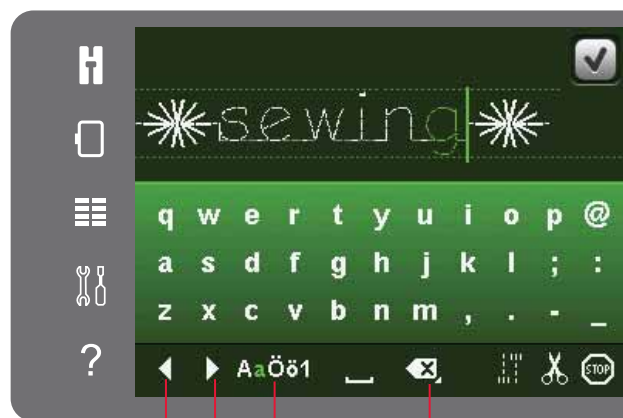 sewing
q w e r t y u i o p @
a s d f g h j k l ; :
z x c v b n m , . - _
?
AaÖö1
STOP